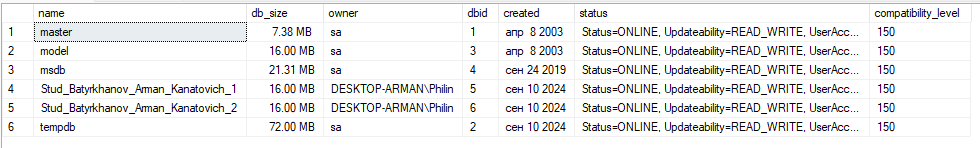 name db_size owner dbid created status compatibility_level
1 master 7.38 MB sa 1 апр 8 2003 Status=ONLINE, Updateability=READ_WRITE, UserAcc... 150
2 model 16.00 MB sa 3 апр 8 2003 Status=ONLINE, Updateability=READ_WRITE, UserAcc... 150
3 msdb 21.31 MB sa 4 сен 24 2019 Status=ONLINE, Updateability=READ_WRITE, UserAcc... 150
4 Stud_Batyrkhanov_Arman_Kanatovich_1 16.00 MB DESKTOP-ARMAN\Philin 5 сен 10 2024 Status=ONLINE, Updateability=READ_WRITE, UserAcc... 150
5 Stud_Batyrkhanov_Arman_Kanatovich_2 16.00 MB DESKTOP-ARMAN\Philin 6 сен 10 2024 Status=ONLINE, Updateability=READ_WRITE, UserAcc... 150
6 tempdb 72.00 MB sa 2 сен 10 2024 Status=ONLINE, Updateability=READ_WRITE, UserAcc... 150